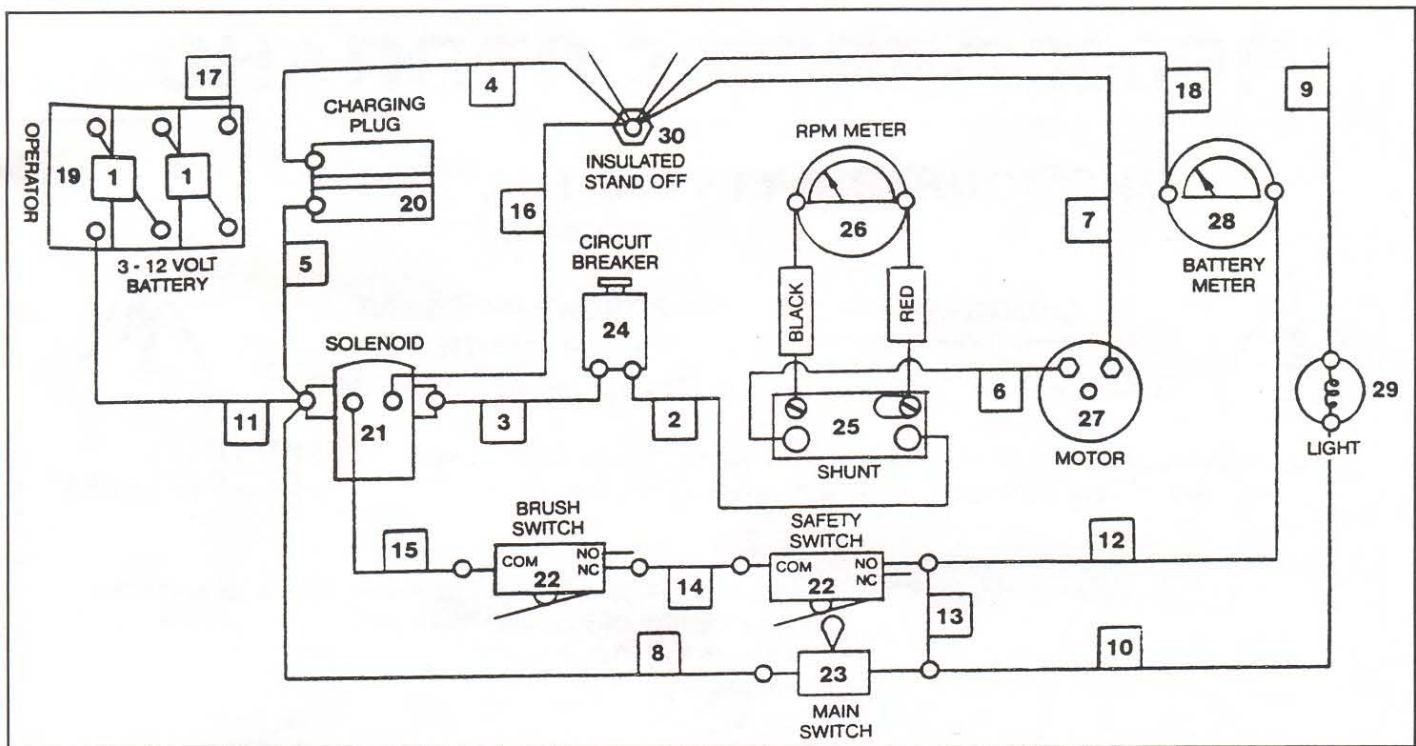 17
4
18
9
CHARGING
PLUG
OPERATOR
19
1
1
20
30
INSULATED
STAND OFF
RPM METER
26
28
BATTERY
METER
16
7
5
3 - 12 VOLT
BATTERY
CIRCUIT
BREAKER
24
BLACK
RED
SOLENOID
21
11
3
2
25
SHUNT
6
27
MOTOR
29
LIGHT
BRUSH
SWITCH
SAFETY
SWITCH
15
COM
NO
NC
22
14
COM
NO
NC
22
12
13
8
23
10
MAIN
SWITCH